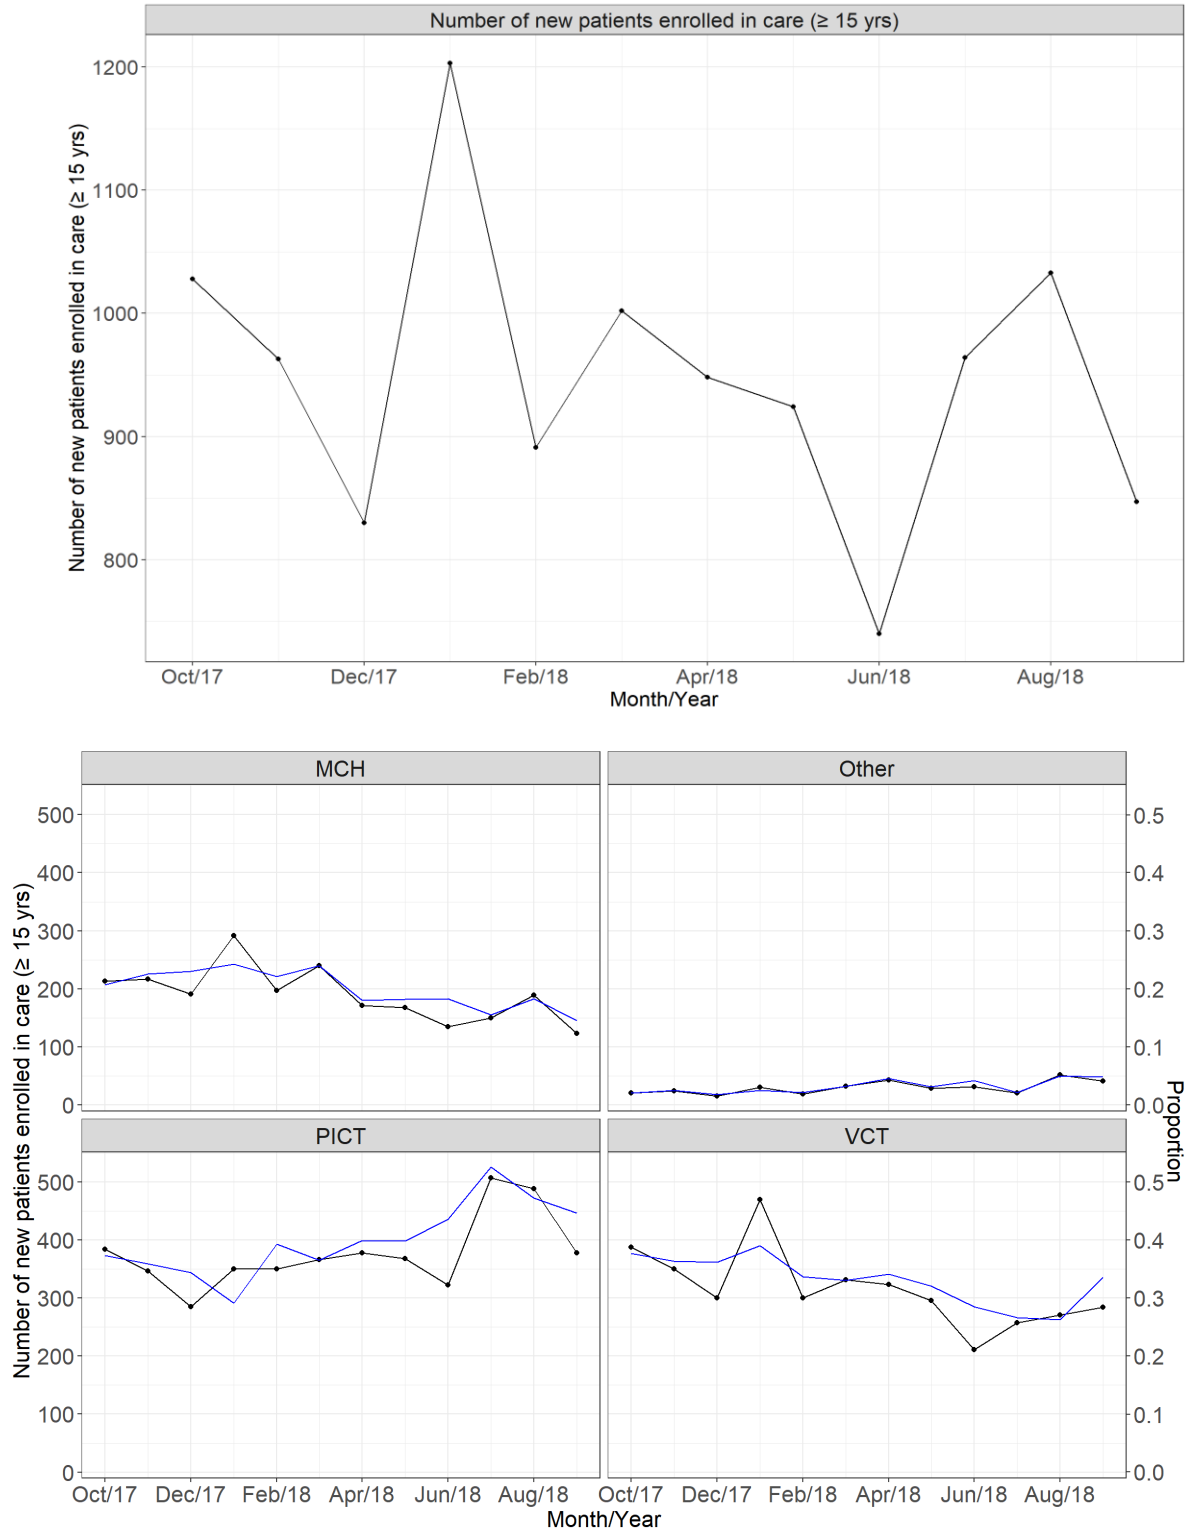 Number of new patients enrolled in care (≥ 15 yrs)
Number of new patients enrolled in care (≥ 15 yrs)
1200
1100
1000
900
800
Oct/17 Dec/17 Feb/18 Apr/18 Jun/18 Aug/18
Month/Year
MCH Other
Number of new patients enrolled in care (≥ 15 yrs)
500 0.5
400 0.4
300 0.3
200 0.2
100 0.1
0 0.0
Proportion
PICT VCT
500 0.5
400 0.4
300 0.3
200 0.2
100 0.1
0 0.0
Oct/17 Dec/17 Feb/18 Apr/18 Jun/18 Aug/18 Oct/17 Dec/17 Feb/18 Apr/18 Jun/18 Aug/18
Month/Year